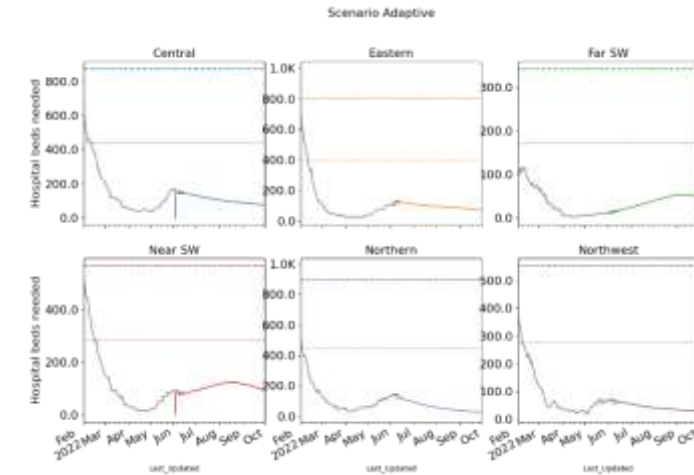 Scenario Adaptive
Central
Eastern
Far SW
Hospital beds needed
800.0
600.0
400.0
200.0
0.0
1.0K
800.0
600.0
400.0
200.0
0.0
300.0
200.0
100.0
0.0
Near SW
Northern
Northwest
Hospital beds needed
400.0
200.0
0.0
1.0K
800.0
600.0
400.0
200.0
0.0
500.0
400.0
300.0
200.0
100.0
0.0
Feb 2022 Mar Apr May Jun Jul Aug Sep Oct
Feb 2022 Mar Apr May Jun Jul Aug Sep Oct
Feb 2022 Mar Apr May Jun Jul Aug Sep Oct
Last_Updated
Last_Updated
Last_Updated